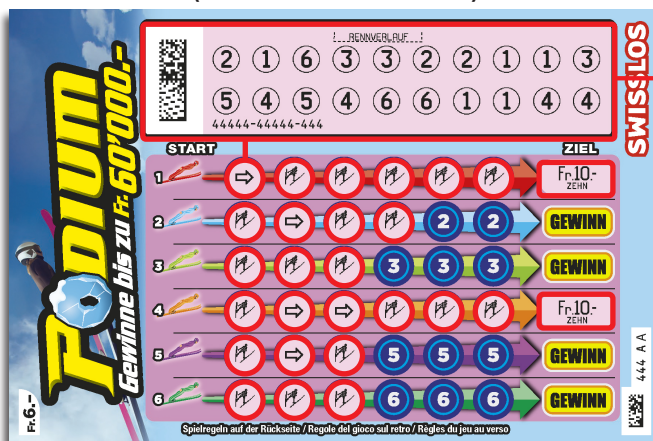 RENNVERLAUF
2 1 6 3 3 2 2 1 1 3
5 4 5 4 6 6 1 1 4 4
44444-44444-444
SWISSLOS
PODIUM
Gewinne bis zu Fr. 60'000.-
START
ZIEL
1
Fr.10.-
ZEHN
2 2 2
GEWINN
3 3 3 3
GEWINN
4
Fr.10.-
ZEHN
5 5 5 5
GEWINN
6 6 6 6
GEWINN
444 AA
Fr.6.–
Spielregeln auf der Rückseite / Regole del gioco sul retro / Règles du jeu au verso